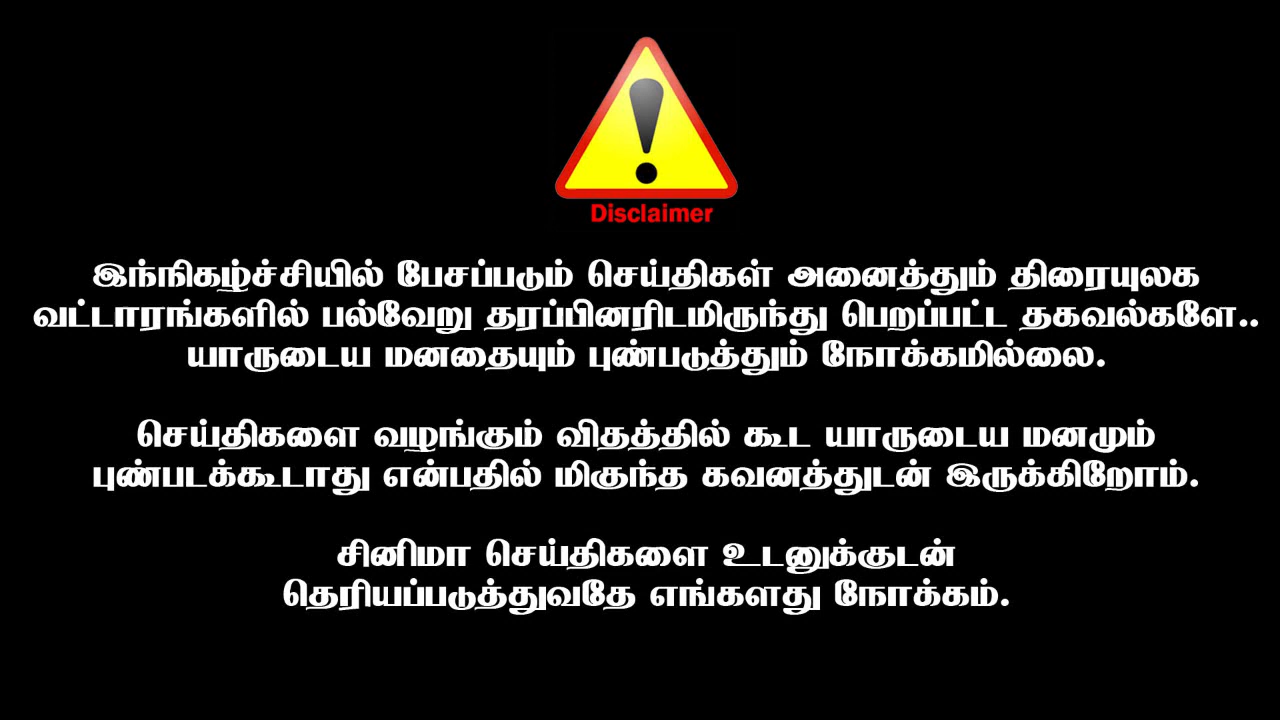 Disclaimer
இந்நிகழ்ச்சியில் பேசப்படும் செய்திகள் அனைத்தும் திரையுலக
வட்டாரங்களில் பல்வேறு தரப்பினரிடமிருந்து பெறப்பட்ட தகவல்களே..
யாருடைய மனதையும் புண்படுத்தும் நோக்கமில்லை.
செய்திகளை வழங்கும் விதத்தில் கூட யாருடைய மனமும்
புண்படக்கூடாது என்பதில் மிகுந்த கவனத்துடன் இருக்கிறோம்.
சினிமா செய்திகளை உடனுக்குடன்
தெரியப்படுத்துவதே எங்களது நோக்கம்.